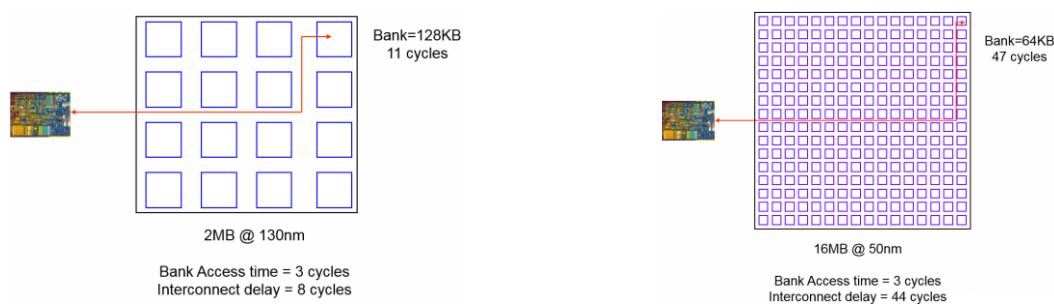 Bank=128KB
11 cycles
2MB @ 130nm
Bank Access time = 3 cycles
Interconnect delay = 8 cycles
Bank=64KB
47 cycles
16MB @ 50nm
Bank Access time = 3 cycles
Interconnect delay = 44 cycles